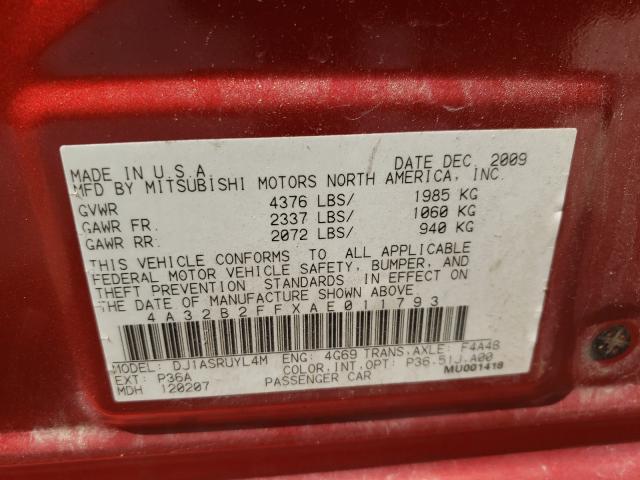 MADE IN U.S.A. DATE DEC. 2009
MFD BY MITSUBISHI MOTORS NORTH AMERICA, INC.
GVWR 4376 LBS/ 1985 KG
GAWR FR. 2337 LBS/ 1060 KG
GAWR RR. 2072 LBS/ 940 KG
THIS VEHICLE CONFORMS TO ALL APPLICABLE
FEDERAL MOTOR VEHICLE SAFETY, BUMPER, AND
THEFT PREVENTION STANDARDS IN EFFECT ON
THE DATE OF MANUFACTURE SHOWN ABOVE.
4A32B2FFXAE011793
MODEL: DJ1ASRUYL4M ENG: 4G69 TRANS,AXLE: F4A4B
EXT: P36A COLOR,INT,OPT: P36,51J,A00
MDH 120207 PASSENGER CAR MU001418